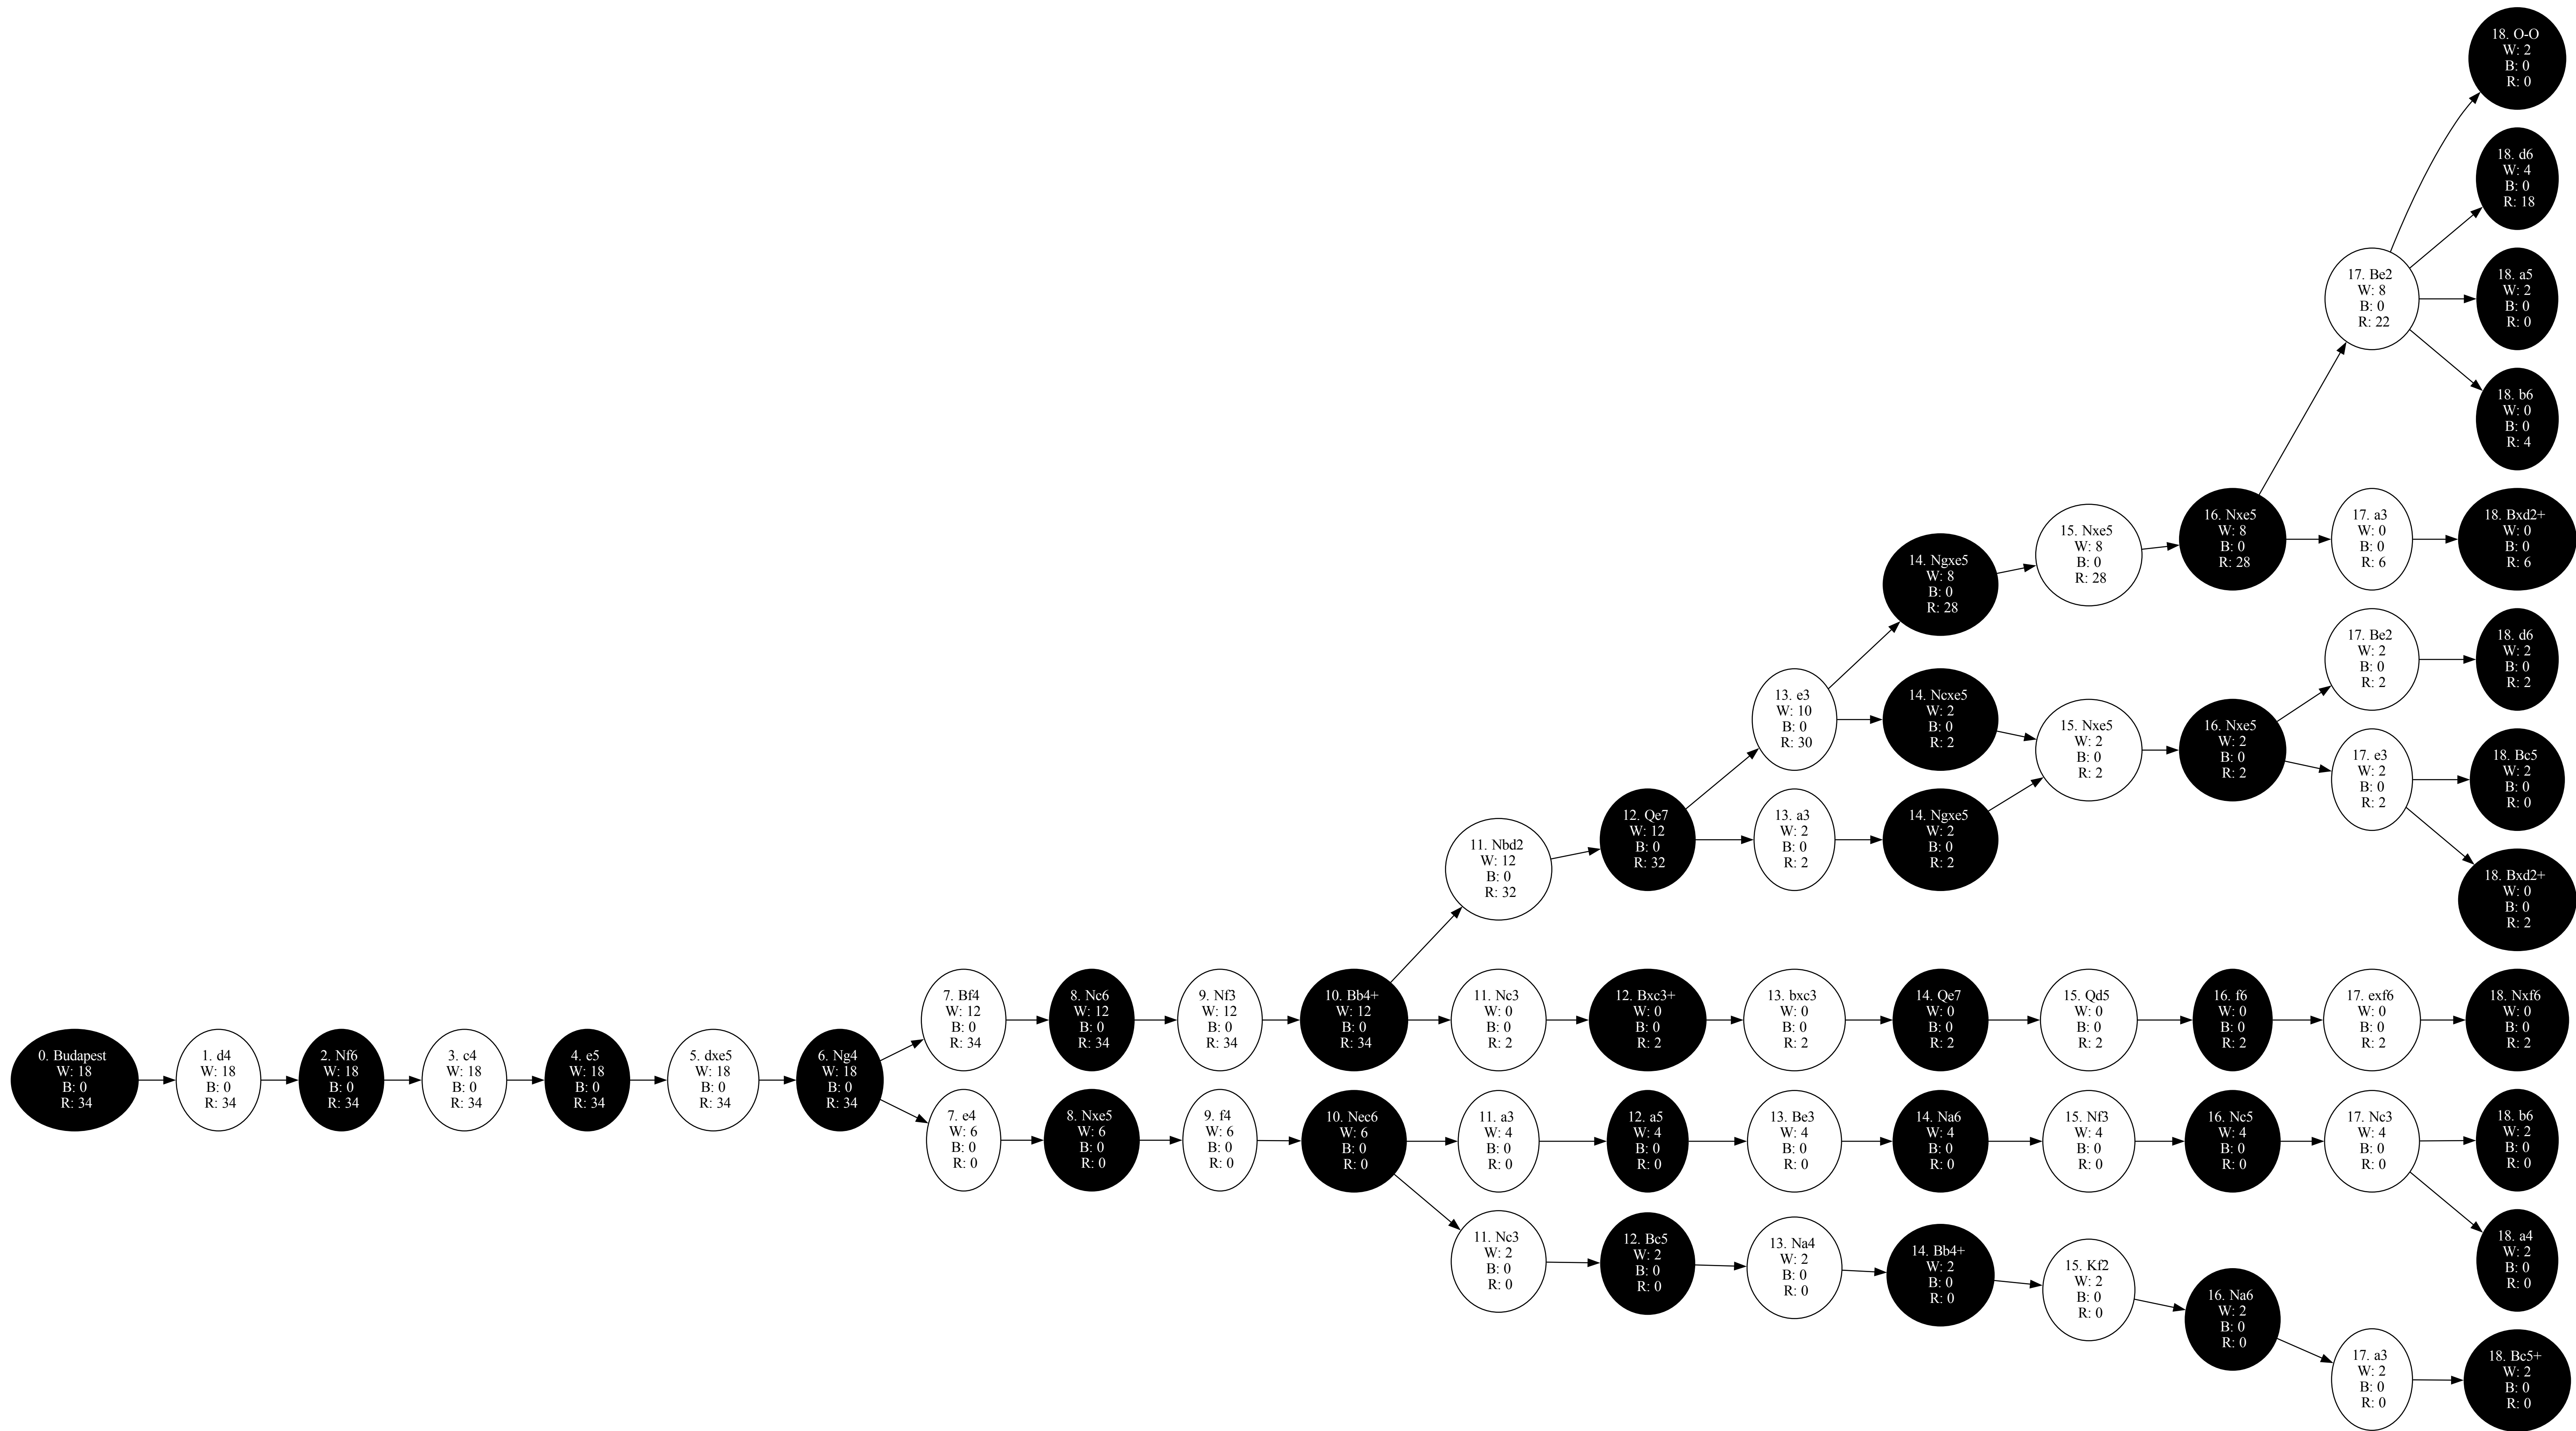 0. Budapest
W: 18
B: 0
R: 34
1. d4
W: 18
B: 0
R: 34
2. Nf6
W: 18
B: 0
R: 34
3. c4
W: 18
B: 0
R: 34
4. e5
W: 18
B: 0
R: 34
5. dxe5
W: 18
B: 0
R: 34
6. Ng4
W: 18
B: 0
R: 34
7. Bf4
W: 12
B: 0
R: 34
7. e4
W: 6
B: 0
R: 0
8. Nc6
W: 12
B: 0
R: 34
8. Nxe5
W: 6
B: 0
R: 0
9. Nf3
W: 12
B: 0
R: 34
9. f4
W: 6
B: 0
R: 0
10. Bb4+
W: 12
B: 0
R: 34
10. Nec6
W: 6
B: 0
R: 0
11. Nbd2
W: 12
B: 0
R: 32
11. Nc3
W: 0
B: 0
R: 2
11. a3
W: 4
B: 0
R: 0
11. Nc3
W: 2
B: 0
R: 0
12. Qe7
W: 12
B: 0
R: 32
12. Bxc3+
W: 0
B: 0
R: 2
12. a5
W: 4
B: 0
R: 0
12. Bc5
W: 2
B: 0
R: 0
13. e3
W: 10
B: 0
R: 30
13. a3
W: 2
B: 0
R: 2
13. bxc3
W: 0
B: 0
R: 2
13. Be3
W: 4
B: 0
R: 0
13. Na4
W: 2
B: 0
R: 0
14. Ngxe5
W: 8
B: 0
R: 28
14. Ncxe5
W: 2
B: 0
R: 2
14. Ngxe5
W: 2
B: 0
R: 2
14. Qe7
W: 0
B: 0
R: 2
14. Na6
W: 4
B: 0
R: 0
14. Bb4+
W: 2
B: 0
R: 0
15. Nxe5
W: 8
B: 0
R: 28
15. Nxe5
W: 2
B: 0
R: 2
15. Qd5
W: 0
B: 0
R: 2
15. Nf3
W: 4
B: 0
R: 0
15. Kf2
W: 2
B: 0
R: 0
16. Nxe5
W: 8
B: 0
R: 28
16. Nxe5
W: 2
B: 0
R: 2
16. f6
W: 0
B: 0
R: 2
16. Nc5
W: 4
B: 0
R: 0
16. Na6
W: 2
B: 0
R: 0
17. Be2
W: 8
B: 0
R: 22
17. a3
W: 0
B: 0
R: 6
17. Be2
W: 2
B: 0
R: 2
17. e3
W: 2
B: 0
R: 2
17. exf6
W: 0
B: 0
R: 2
17. Nc3
W: 4
B: 0
R: 0
17. a3
W: 2
B: 0
R: 0
18. O-O
W: 2
B: 0
R: 0
18. d6
W: 4
B: 0
R: 18
18. a5
W: 2
B: 0
R: 0
18. b6
W: 0
B: 0
R: 4
18. Bxd2+
W: 0
B: 0
R: 6
18. d6
W: 2
B: 0
R: 2
18. Bc5
W: 2
B: 0
R: 0
18. Bxd2+
W: 0
B: 0
R: 2
18. Nxf6
W: 0
B: 0
R: 2
18. b6
W: 2
B: 0
R: 0
18. a4
W: 2
B: 0
R: 0
18. Bc5+
W: 2
B: 0
R: 0